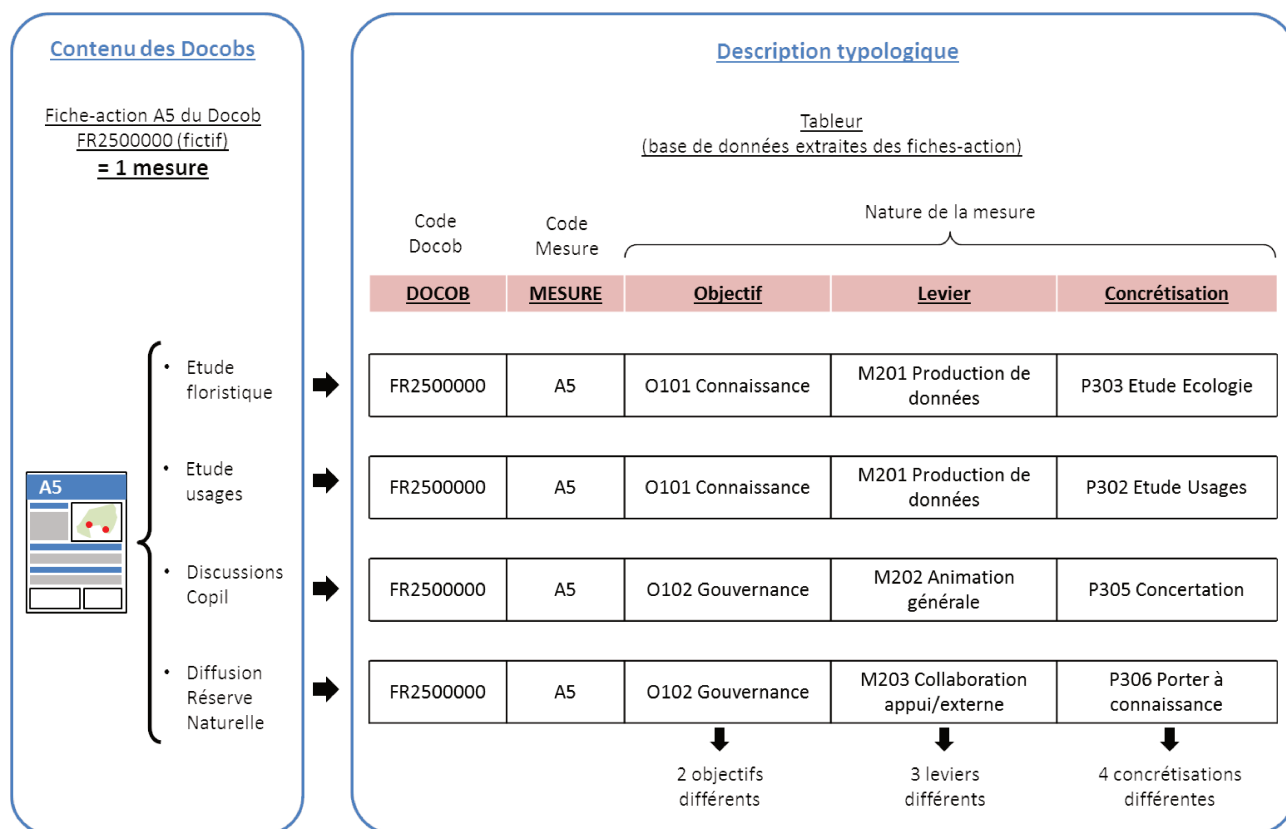 Contenu des Docobs
Fiche-action A5 du Docob
FR2500000 (fictif)
= 1 mesure
A5
• Etude
floristique
• Etude
usages
• Discussions
Copil
• Diffusion
Réserve
Naturelle
Description typologique
Tableur
(base de données extraites des fiches-action)
Code
Docob
Code
Mesure
Nature de la mesure
DOCOB MESURE Objectif Levier Concrétisation
FR2500000 A5 O101 Connaissance M201 Production de
données P303 Etude Ecologie
FR2500000 A5 O101 Connaissance M201 Production de
données P302 Etude Usages
FR2500000 A5 O102 Gouvernance M202 Animation
générale P305 Concertation
FR2500000 A5 O102 Gouvernance M203 Collaboration
appui/externe P306 Porter à
connaissance
2 objectifs
différents
3 leviers
différents
4 concrétisations
différentes